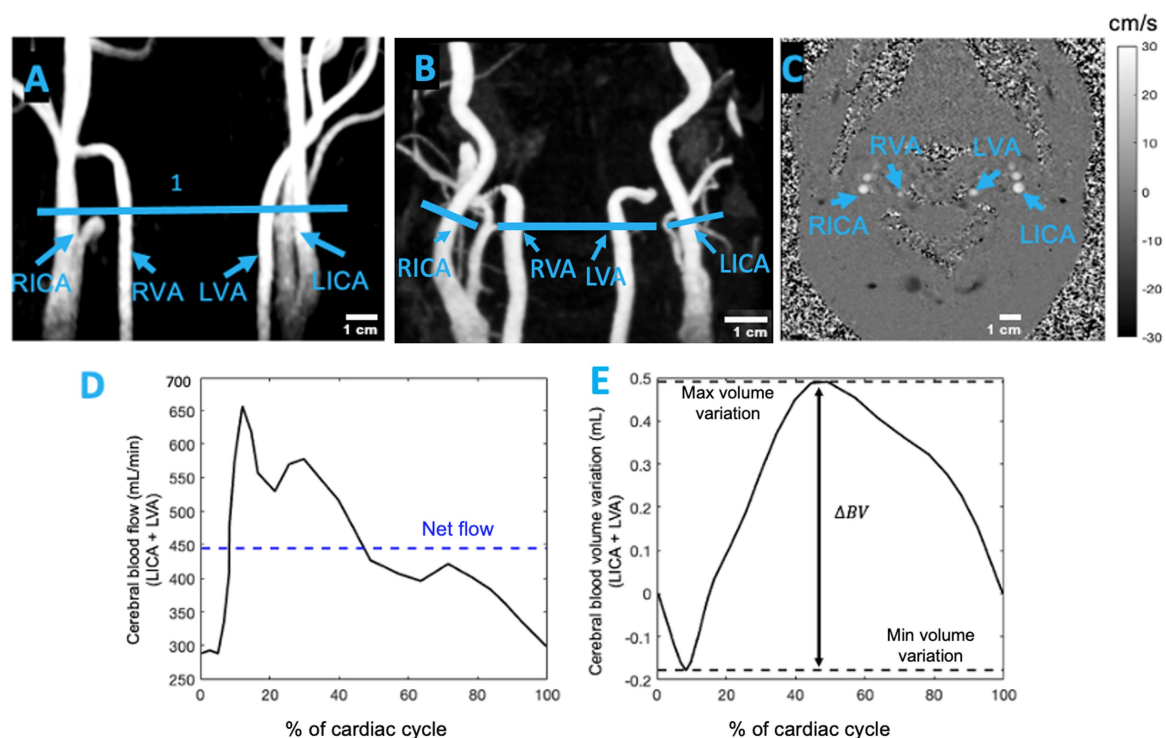 A
1
RICA
RVA
LVA
LICA
1 cm
B
RICA
RVA
LVA
LICA
1 cm
C
RVA
LVA
RICA
LICA
1 cm
cm/s
30
20
10
0
-10
-20
-30
D
Cerebral blood flow (mL/min)
(LICA + LVA)
700
650
600
550
500
450
400
350
300
250
Net flow
0
20
40
60
80
100
% of cardiac cycle
E
Cerebral blood volume variation (mL)
(LICA + LVA)
0.5
0.4
0.3
0.2
0.1
0
-0.1
-0.2
Max volume
variation
ΔBV
Min volume
variation
0
20
40
60
80
100
% of cardiac cycle